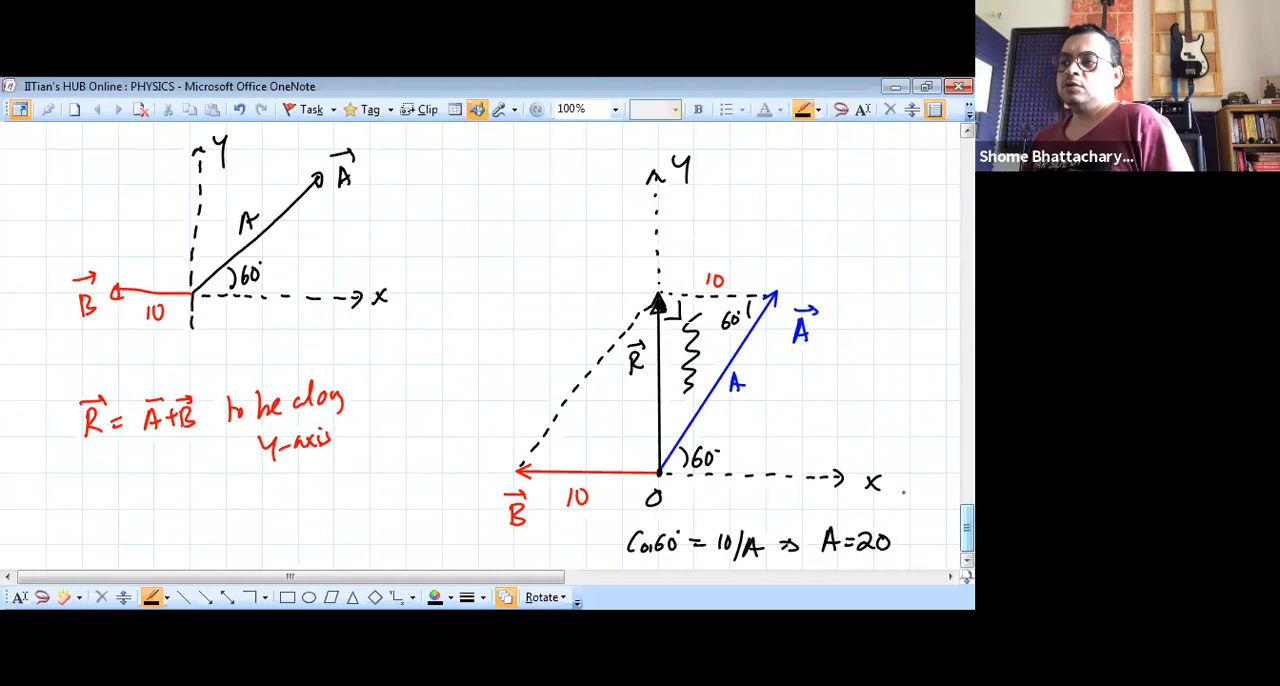 IITian's HUB Online : PHYSICS - Microsoft Office OneNote
Task Tag Clip 100% B A
Shome Bhattachary...
Y
A
A
60°
B
10
x
R = A+B to be along
Y-axis
Y
10
60°
A
R
A
60°
x
B
10
O
Cos60° = 10/A ⇒ A=20
Rotate